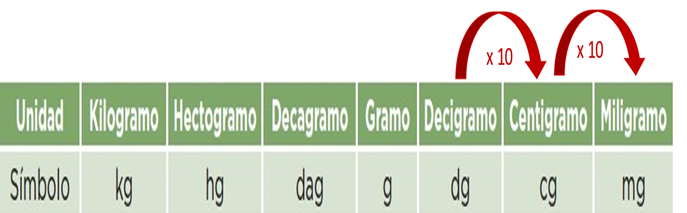 x 10 x 10
Unidad Kilogramo Hectogramo Decagramo Gramo Decigramo Centigramo Miligramo
Símbolo kg hg dag g dg cg mg